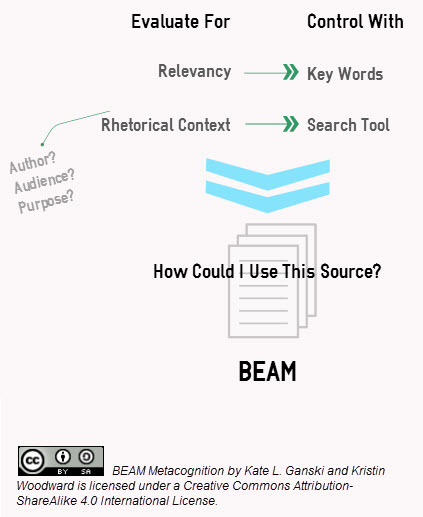 Evaluate For Control With
Relevancy Key Words
Rhetorical Context Search Tool
Author?
Audience?
Purpose?
How Could I Use This Source?
BEAM
cc BY SA BEAM Metacognition by Kate L. Ganski and Kristin
Woodward is licensed under a Creative Commons Attribution-
ShareAlike 4.0 International License.